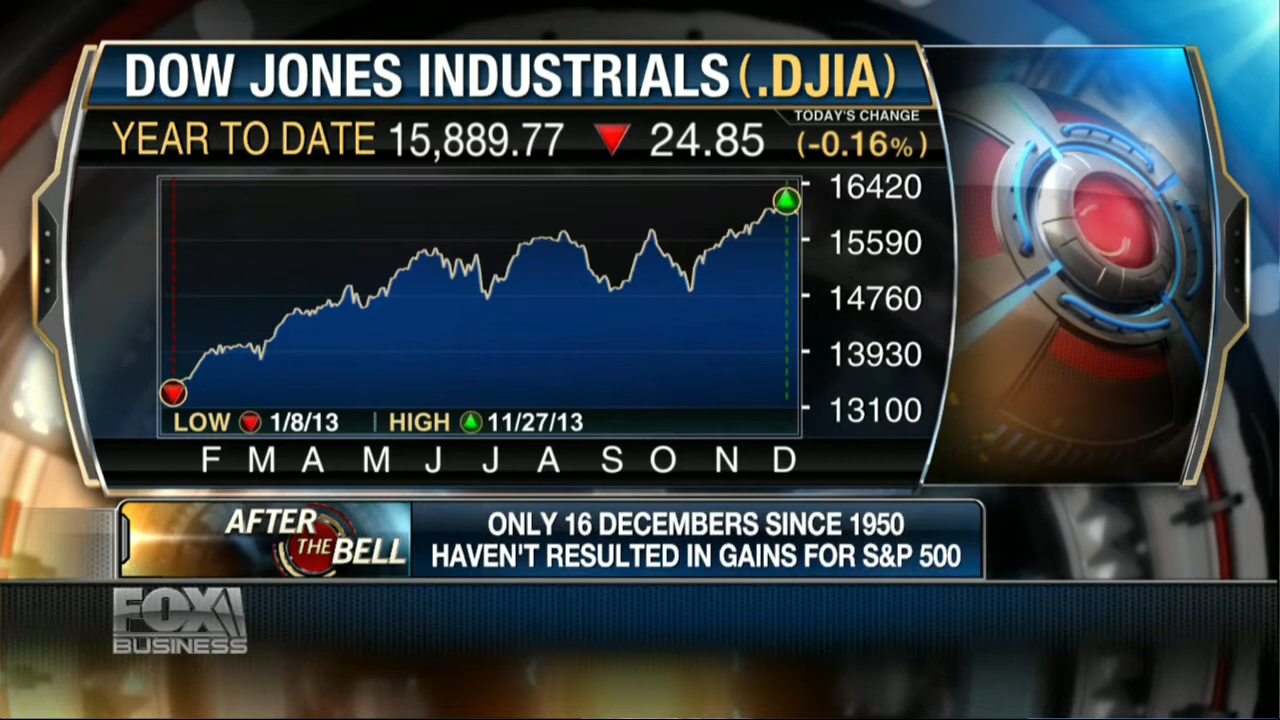 DOW JONES INDUSTRIALS (.DJIA)
TODAY'S CHANGE
YEAR TO DATE 15,889.77 24.85 (-0.16%)
16420
15590
14760
13930
13100
LOW 1/8/13 | HIGH 11/27/13
F M A M J J A S O N D
AFTER THE BELL
ONLY 16 DECEMBERS SINCE 1950
HAVEN'T RESULTED IN GAINS FOR S&P 500
FOX
BUSINESS